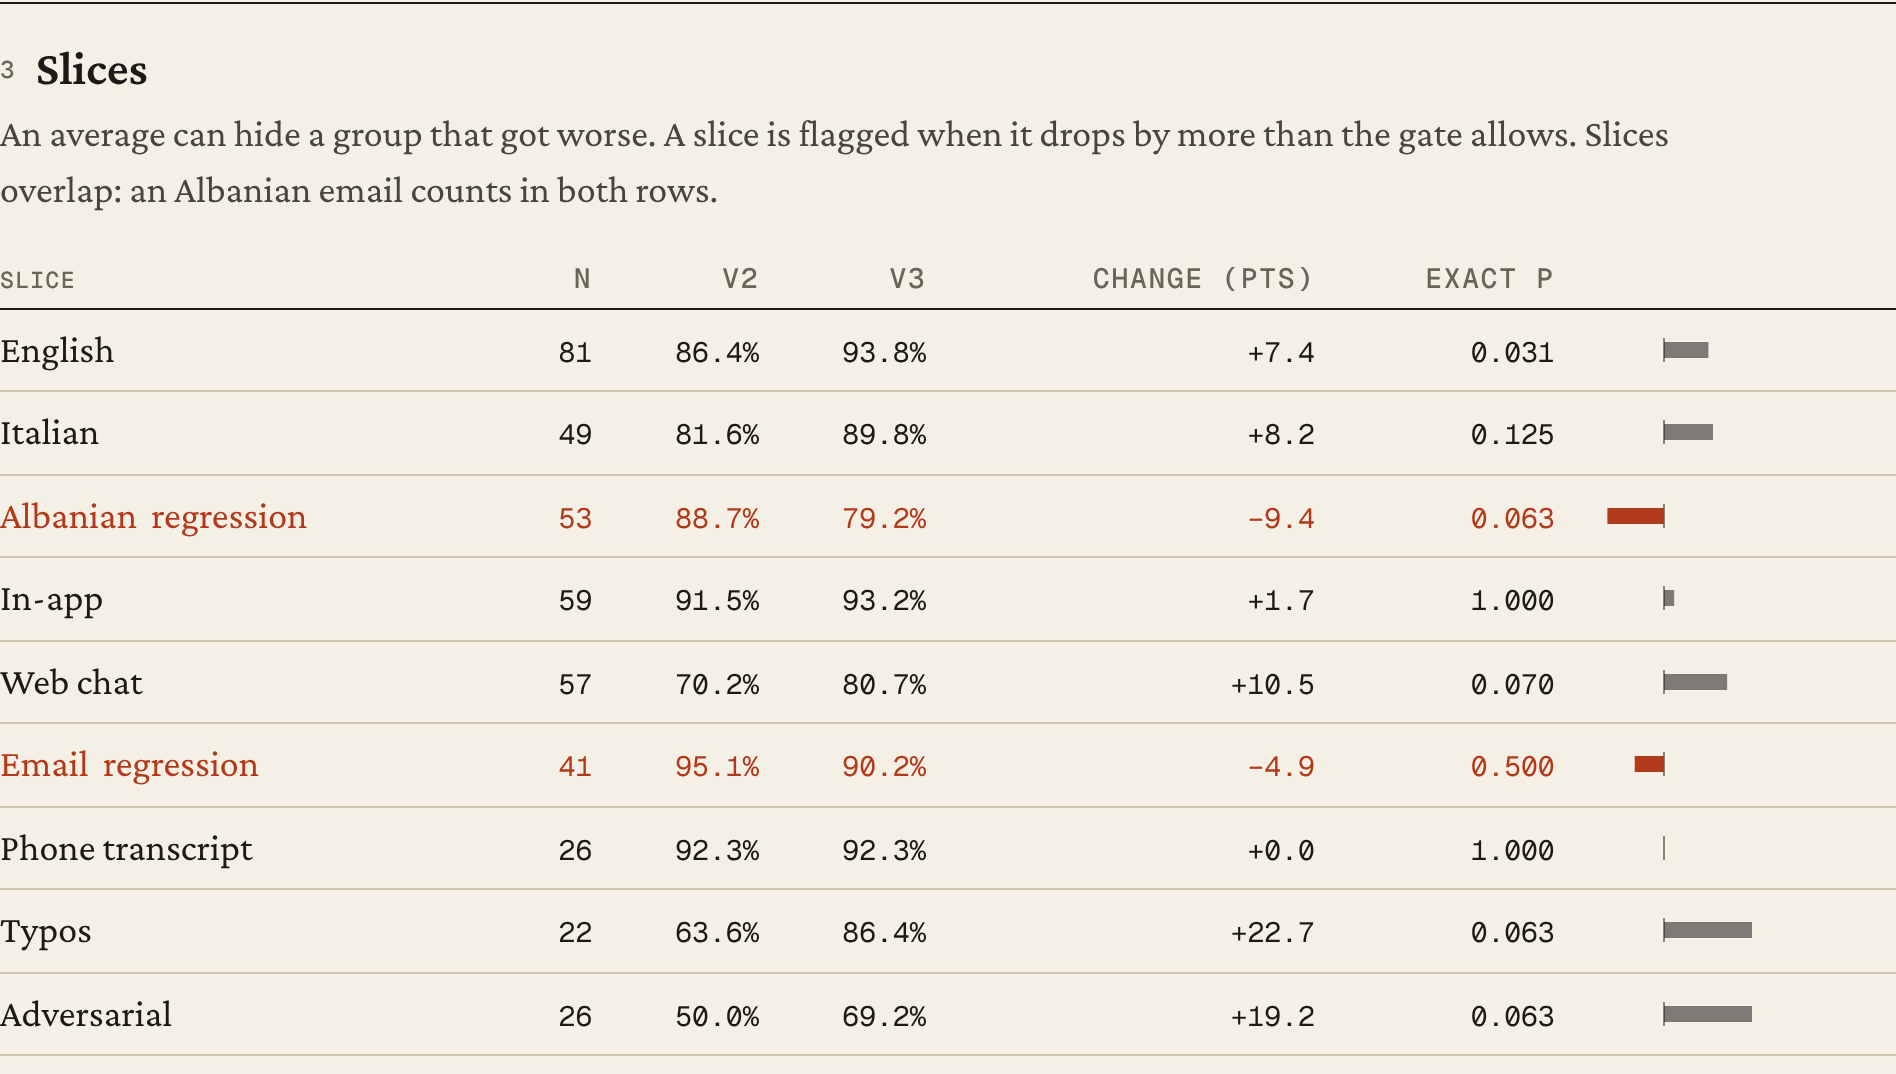 3 Slices
An average can hide a group that got worse. A slice is flagged when it drops by more than the gate allows. Slices
overlap: an Albanian email counts in both rows.
SLICE N V2 V3 CHANGE (PTS) EXACT P
English 81 86.4% 93.8% +7.4 0.031
Italian 49 81.6% 89.8% +8.2 0.125
Albanian regression 53 88.7% 79.2% −9.4 0.063
In-app 59 91.5% 93.2% +1.7 1.000
Web chat 57 70.2% 80.7% +10.5 0.070
Email regression 41 95.1% 90.2% −4.9 0.500
Phone transcript 26 92.3% 92.3% +0.0 1.000
Typos 22 63.6% 86.4% +22.7 0.063
Adversarial 26 50.0% 69.2% +19.2 0.063